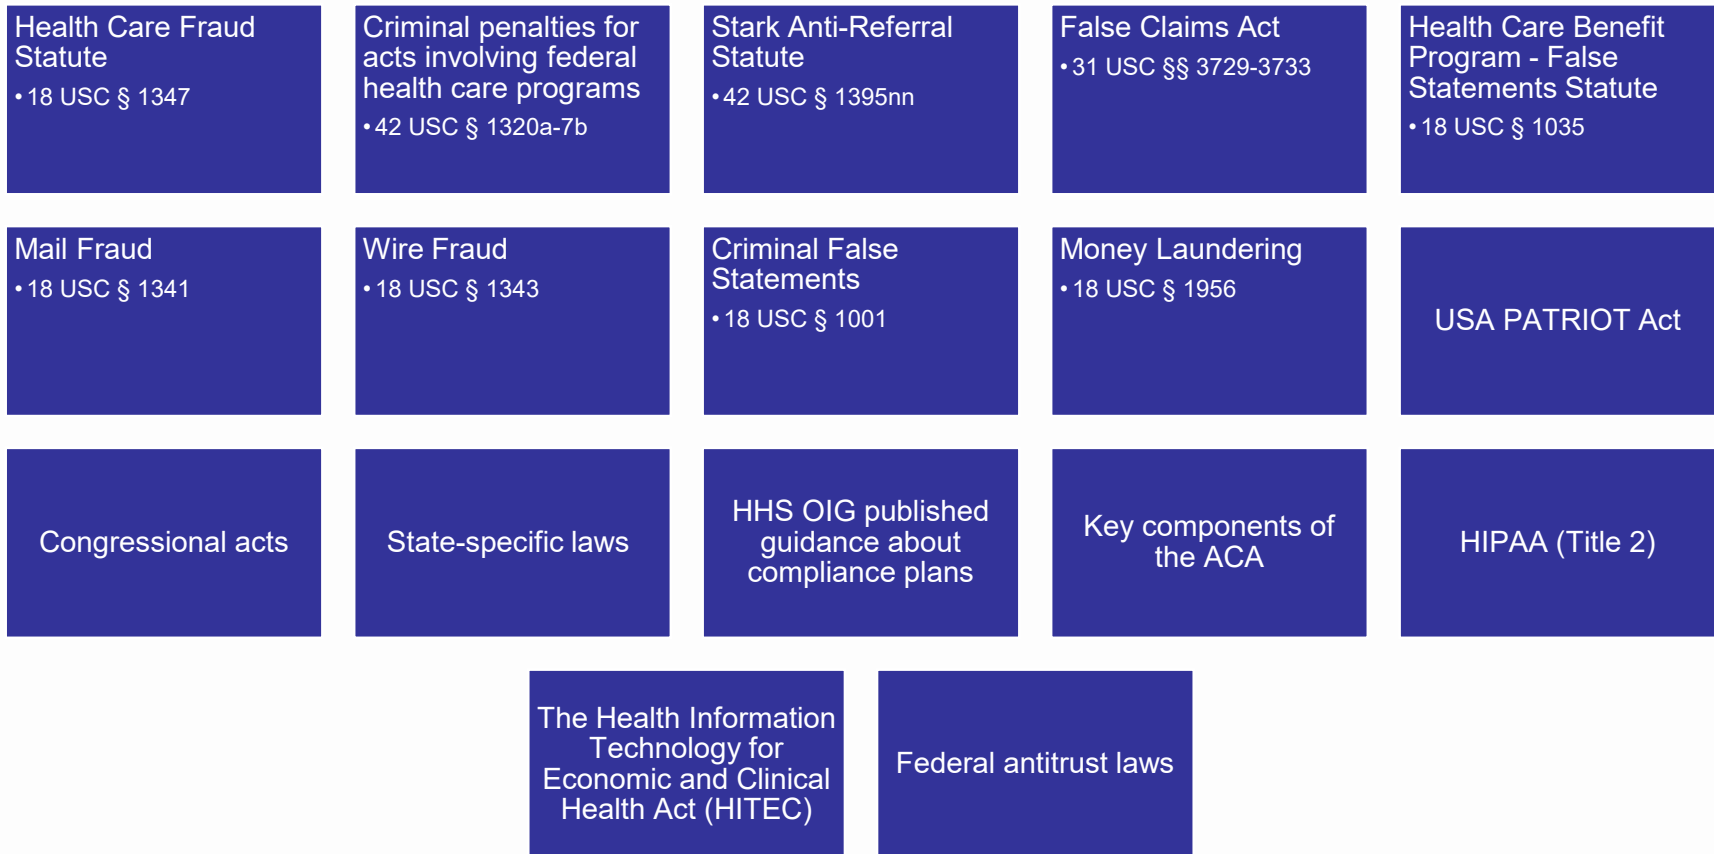 Health Care Fraud
Statute
• 18 USC § 1347
Criminal penalties for
acts involving federal
health care programs
• 42 USC § 1320a-7b
Stark Anti-Referral
Statute
• 42 USC § 1395nn
False Claims Act
• 31 USC §§ 3729-3733
Health Care Benefit
Program - False
Statements Statute
• 18 USC § 1035
Mail Fraud
• 18 USC § 1341
Wire Fraud
• 18 USC § 1343
Criminal False
Statements
• 18 USC § 1001
Money Laundering
• 18 USC § 1956
USA PATRIOT Act
Congressional acts
State-specific laws
HHS OIG published
guidance about
compliance plans
Key components of
the ACA
HIPAA (Title 2)
The Health Information
Technology for
Economic and Clinical
Health Act (HITEC)
Federal antitrust laws